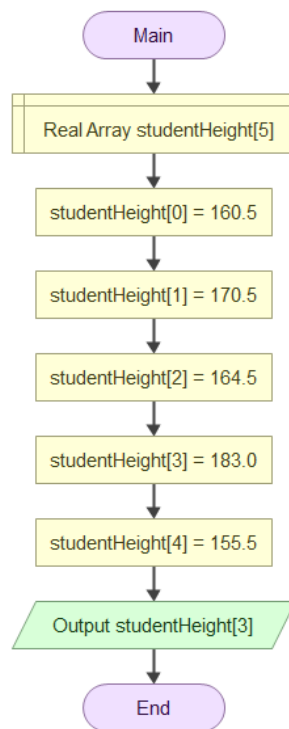 Main
Real Array studentHeight[5]
studentHeight[0] = 160.5
studentHeight[1] = 170.5
studentHeight[2] = 164.5
studentHeight[3] = 183.0
studentHeight[4] = 155.5
Output studentHeight[3]
End